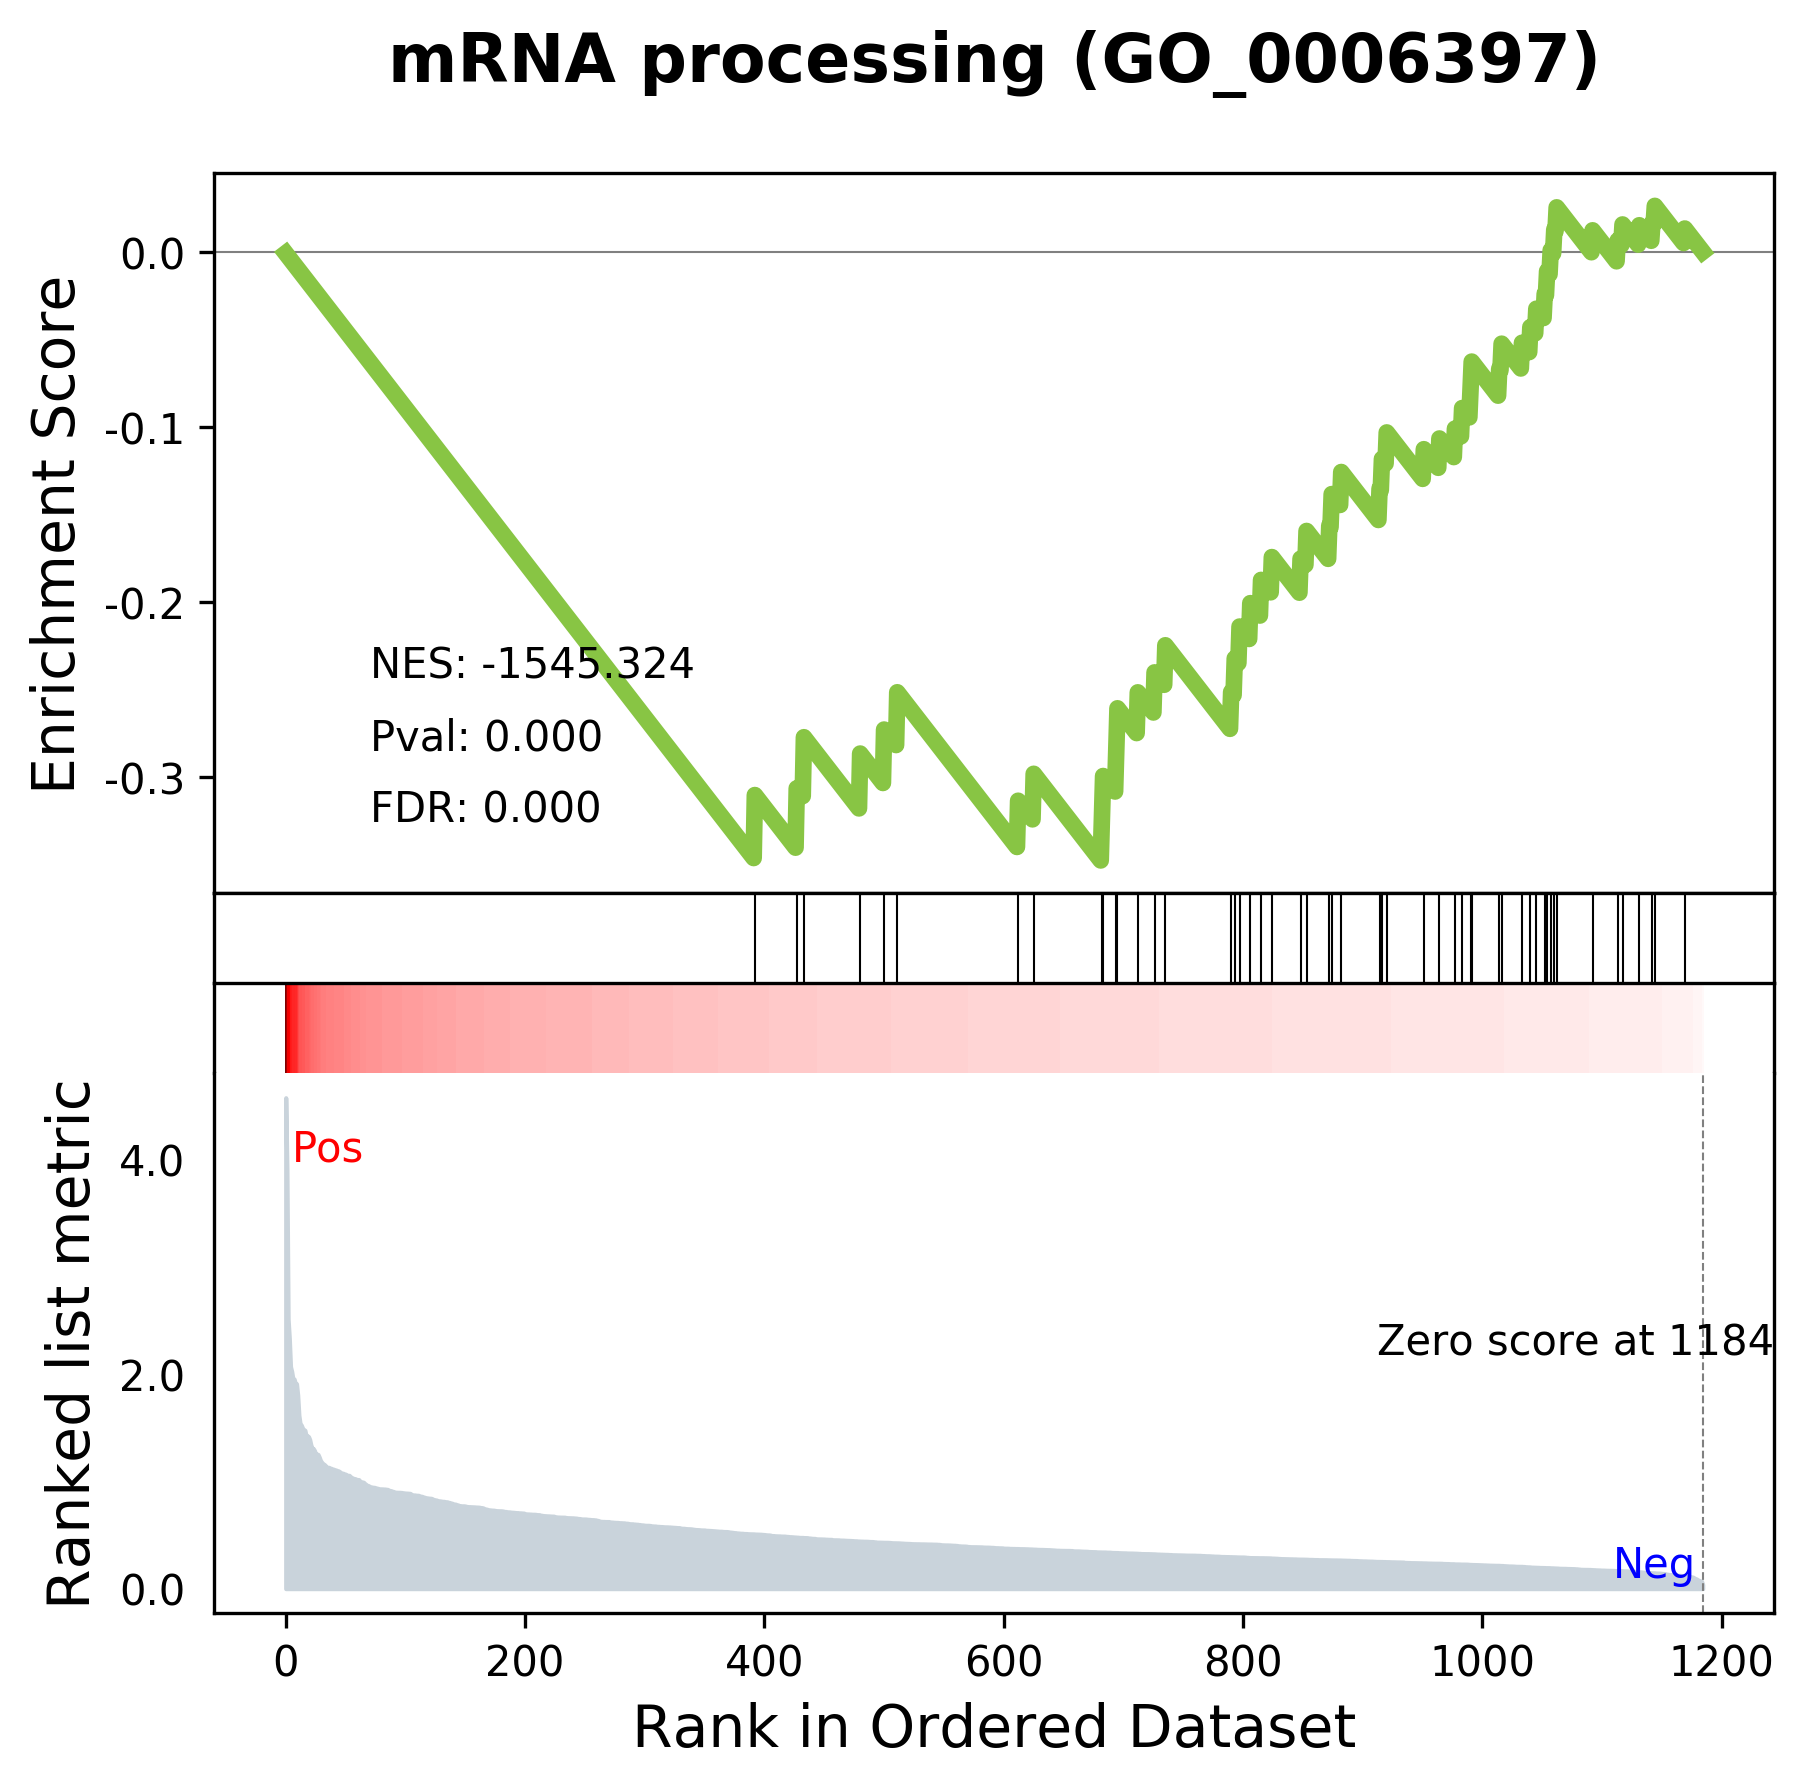 mRNA processing (GO_0006397)
Enrichment Score
0.0
-0.1
-0.2
-0.3
NES: -1545.324
Pval: 0.000
FDR: 0.000
Ranked list metric
4.0
2.0
0.0
Pos
Zero score at 1184
Neg
0 200 400 600 800 1000 1200
Rank in Ordered Dataset